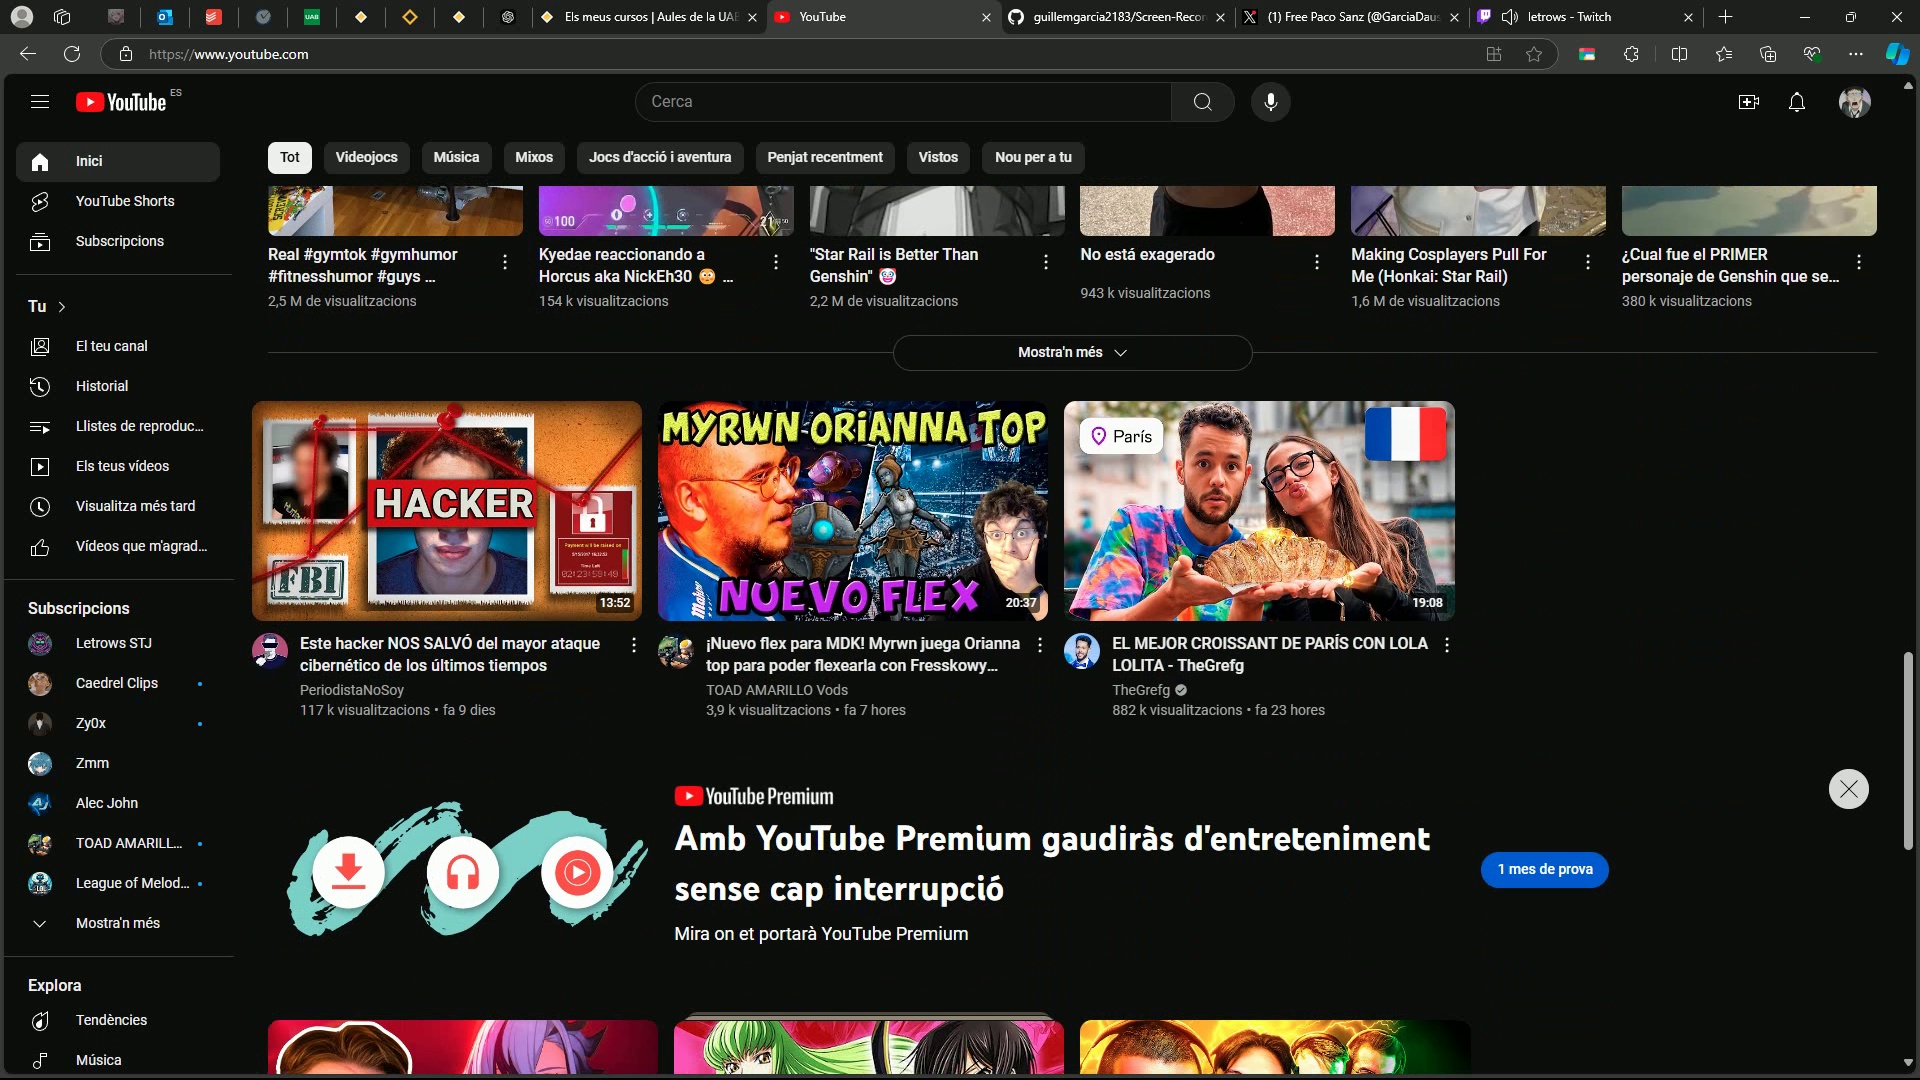 Els meus cursos | Aules de la UAB
YouTube
guillemgarcia2183/Screen-Recor
(1) Free Paco Sanz (@GarciaDaus
letrows - Twitch
https://www.youtube.com
YouTube ES
Cerca
Tot
Videojocs
Música
Mixos
Jocs d'acció i aventura
Penjat recentment
Vistos
Nou per a tu
Inici
YouTube Shorts
Subscripcions
Tu
El teu canal
Historial
Llistes de reproduc...
Els teus vídeos
Visualitza més tard
Vídeos que m'agrad...
Subscripcions
Letrows STJ
Caedrel Clips
Zy0x
Zmm
Alec John
TOAD AMARILL...
League of Melod...
Mostra'n més
Explora
Tendències
Música
100
21
Real #gymtok #gymhumor
#fitnesshumor #guys ...
2,5 M de visualitzacions
Kyedae reaccionando a
Horcus aka NickEh30 😳 ...
154 k visualitzacions
"Star Rail is Better Than
Genshin" 🤡
2,2 M de visualitzacions
No está exagerado
943 k visualitzacions
Making Cosplayers Pull For
Me (Honkai: Star Rail)
1,6 M de visualitzacions
¿Cual fue el PRIMER
personaje de Genshin que se...
380 k visualitzacions
Mostra'n més
HACKER
FBI
13:52
Este hacker NOS SALVÓ del mayor ataque
cibernético de los últimos tiempos
PeriodistaNoSoy
117 k visualitzacions • fa 9 dies
MYRWN ORIANNA TOP
NUEVO FLEX
20:37
¡Nuevo flex para MDK! Myrwn juega Orianna
top para poder flexearla con Fresskowy...
TOAD AMARILLO Vods
3,9 k visualitzacions • fa 7 hores
París
19:08
EL MEJOR CROISSANT DE PARÍS CON LOLA
LOLITA - TheGrefg
TheGrefg
882 k visualitzacions • fa 23 hores
YouTube Premium
Amb YouTube Premium gaudiràs d'entreteniment
sense cap interrupció
Mira on et portarà YouTube Premium
1 mes de prova